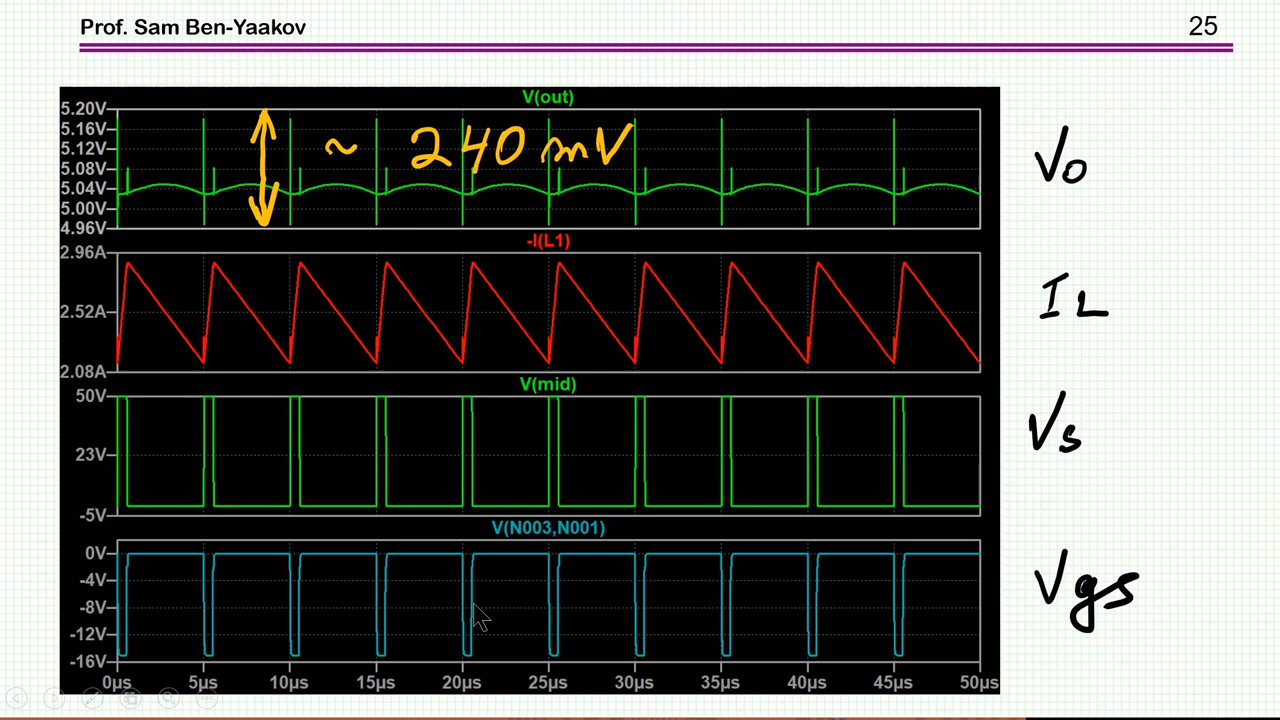 Prof. Sam Ben-Yaakov
25
V(out)
5.20V
5.16V
5.12V
5.08V
5.04V
5.00V
4.96V
~ 240 mV
Vo
-I(L1)
2.96A
2.52A
2.08A
IL
V(mid)
50V
23V
-5V
Vs
V(N003,N001)
0V
-4V
-8V
-12V
-16V
Vgs
0µs 5µs 10µs 15µs 20µs 25µs 30µs 35µs 40µs 45µs 50µs